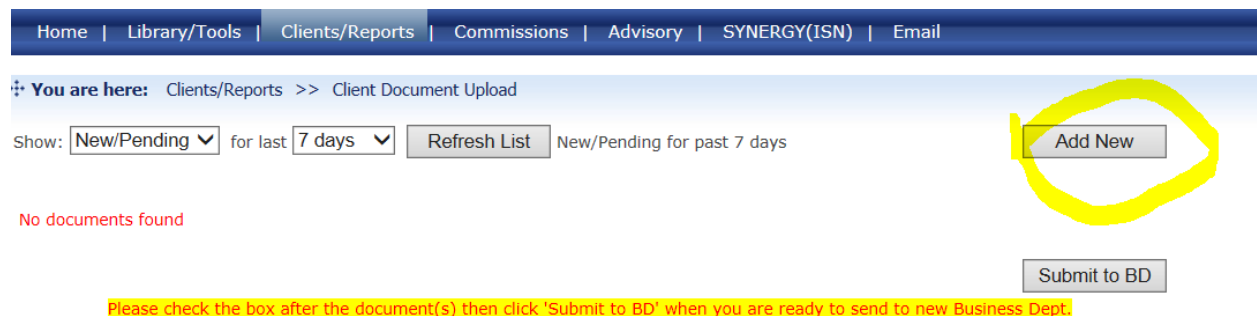 Home | Library/Tools | Clients/Reports | Commissions | Advisory | SYNERGY(ISN) | Email
You are here: Clients/Reports >> Client Document Upload
Show: New/Pending for last 7 days Refresh List New/Pending for past 7 days Add New
No documents found
Submit to BD
Please check the box after the document(s) then click 'Submit to BD' when you are ready to send to new Business Dept.